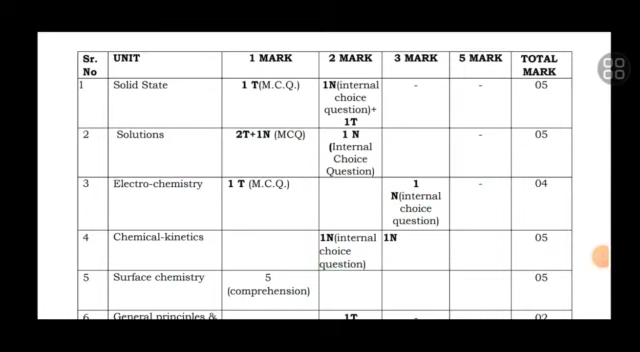 Sr. No UNIT 1 MARK 2 MARK 3 MARK 5 MARK TOTAL MARK
1 Solid State 1 T(M.C.Q.) 1N(internal choice question)+ 1T - - 05
2 Solutions 2T+1N (MCQ) 1 N (Internal Choice Question) - 05
3 Electro-chemistry 1 T (M.C.Q.) 1 N(internal choice question) - 04
4 Chemical-kinetics 1N(internal choice question) 1N 05
5 Surface chemistry 5 (comprehension) 05
6 General principles & 1T - 02